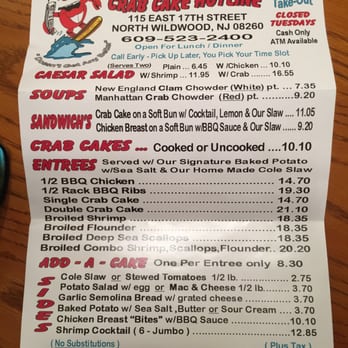 CRAB CAKE HOTLINE
115 EAST 17TH STREET
NORTH WILDWOOD, NJ 08260
609-523-2400
Take-Out
CLOSED
TUESDAYS
Cash Only
ATM Available
Open For Lunch / Dinner
Call Early - Pick Up Later, You Pick Your Time Slot
(Serves Two) Plain .. 6.45 W/Chicken .. 10.10
CAESAR SALAD W/Shrimp .. 11.95 W/Crab
SOUPS New England Clam Chowder (White) pt. .. 7.35
Manhattan Crab Chowder (Red) pt. .. 9.20
SANDWICH'S Crab Cake on a Soft Bun w/ Cocktail, Lemon & Our Slaw .... 11.05
Chicken Breast on a Soft Bun w/BBQ Sauce & Our Slaw ...... 9.20
CRAB CAKES ... Cooked or Uncooked ....10.10
ENTREES Served w/ Our Signature Baked Potato
w/Sea Salt & Our Home Made Cole Slaw
1/2 BBQ Chicken 14.70
1/2 Rack BBQ Ribs 19.30
Single Crab Cake 14.70
Double Crab Cake 21.10
Broiled Shrimp 18.35
Broiled Flounder 18.35
Broiled Deep Sea Scallops 18.35
Broiled Combo Shrimp,Scallops,Flounder.. 20.20
ADD - A - CAKE One Per Entree only 8.30
SIDES
Cole Slaw or Stewed Tomatoes 1/2 lb. 2.75
Potato Salad w/ egg or Mac & Cheese 1/2 lb. 3.70
Garlic Semolina Bread w/ grated cheese 3.70
Baked Potato w/ Sea Salt ,Butter or Sour Cream .... 3.70
Chicken Breast "Bites" w/BBQ Sauce 10.10
Shrimp Cocktail ( 6 - Jumbo ) 12.85
( No Substitutions ) ( Plus Tax )